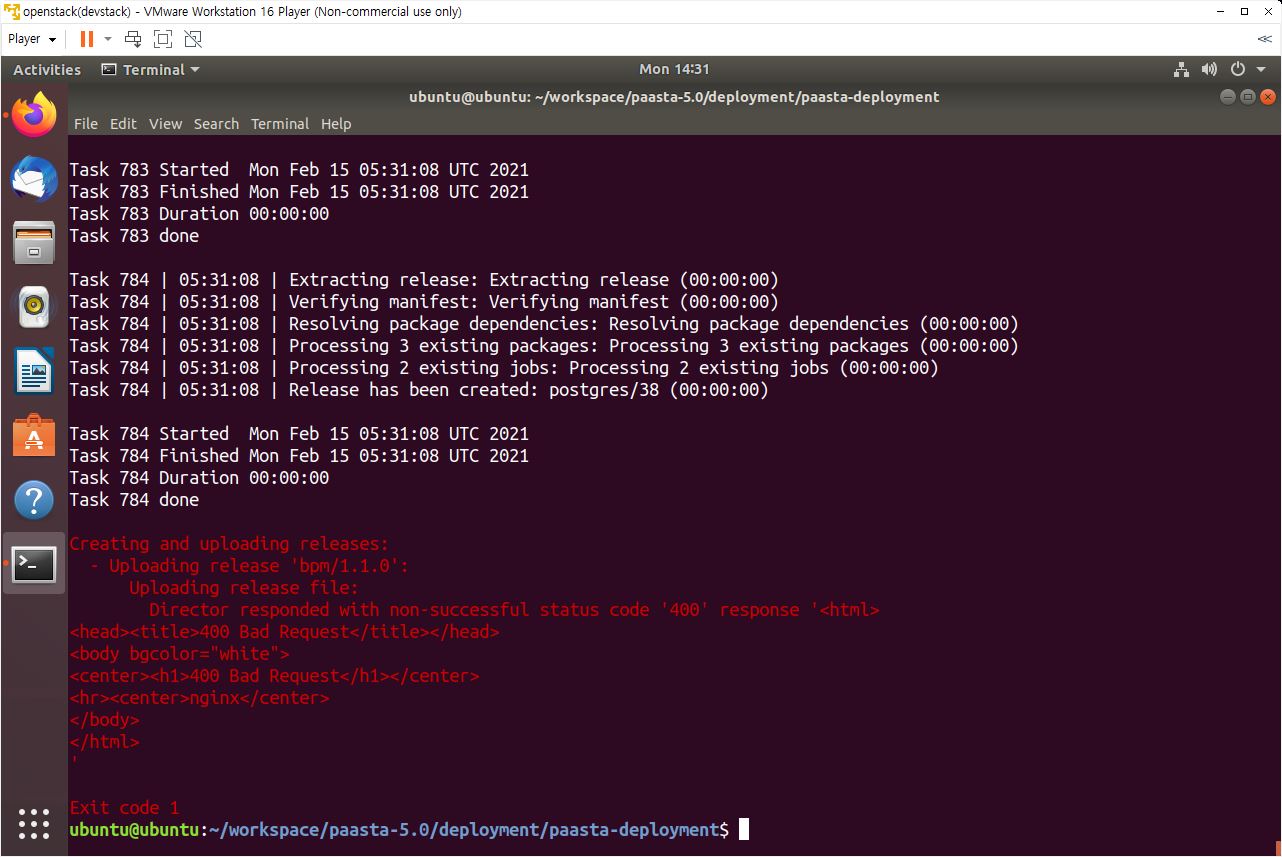 openstack(devstack) - VMware Workstation 16 Player (Non-commercial use only)
Player
Activities Terminal Mon 14:31
ubuntu@ubuntu: ~/workspace/paasta-5.0/deployment/paasta-deployment
File Edit View Search Terminal Help
Task 783 Started  Mon Feb 15 05:31:08 UTC 2021
Task 783 Finished Mon Feb 15 05:31:08 UTC 2021
Task 783 Duration 00:00:00
Task 783 done
Task 784 | 05:31:08 | Extracting release: Extracting release (00:00:00)
Task 784 | 05:31:08 | Verifying manifest: Verifying manifest (00:00:00)
Task 784 | 05:31:08 | Resolving package dependencies: Resolving package dependencies (00:00:00)
Task 784 | 05:31:08 | Processing 3 existing packages: Processing 3 existing packages (00:00:00)
Task 784 | 05:31:08 | Processing 2 existing jobs: Processing 2 existing jobs (00:00:00)
Task 784 | 05:31:08 | Release has been created: postgres/38 (00:00:00)
Task 784 Started  Mon Feb 15 05:31:08 UTC 2021
Task 784 Finished Mon Feb 15 05:31:08 UTC 2021
Task 784 Duration 00:00:00
Task 784 done
Creating and uploading releases:
  - Uploading release 'bpm/1.1.0':
      Uploading release file:
        Director responded with non-successful status code '400' response '<html>
<head><title>400 Bad Request</title></head>
<body bgcolor="white">
<center><h1>400 Bad Request</h1></center>
<hr><center>nginx</center>
</body>
</html>
'
Exit code 1
ubuntu@ubuntu:~/workspace/paasta-5.0/deployment/paasta-deployment$